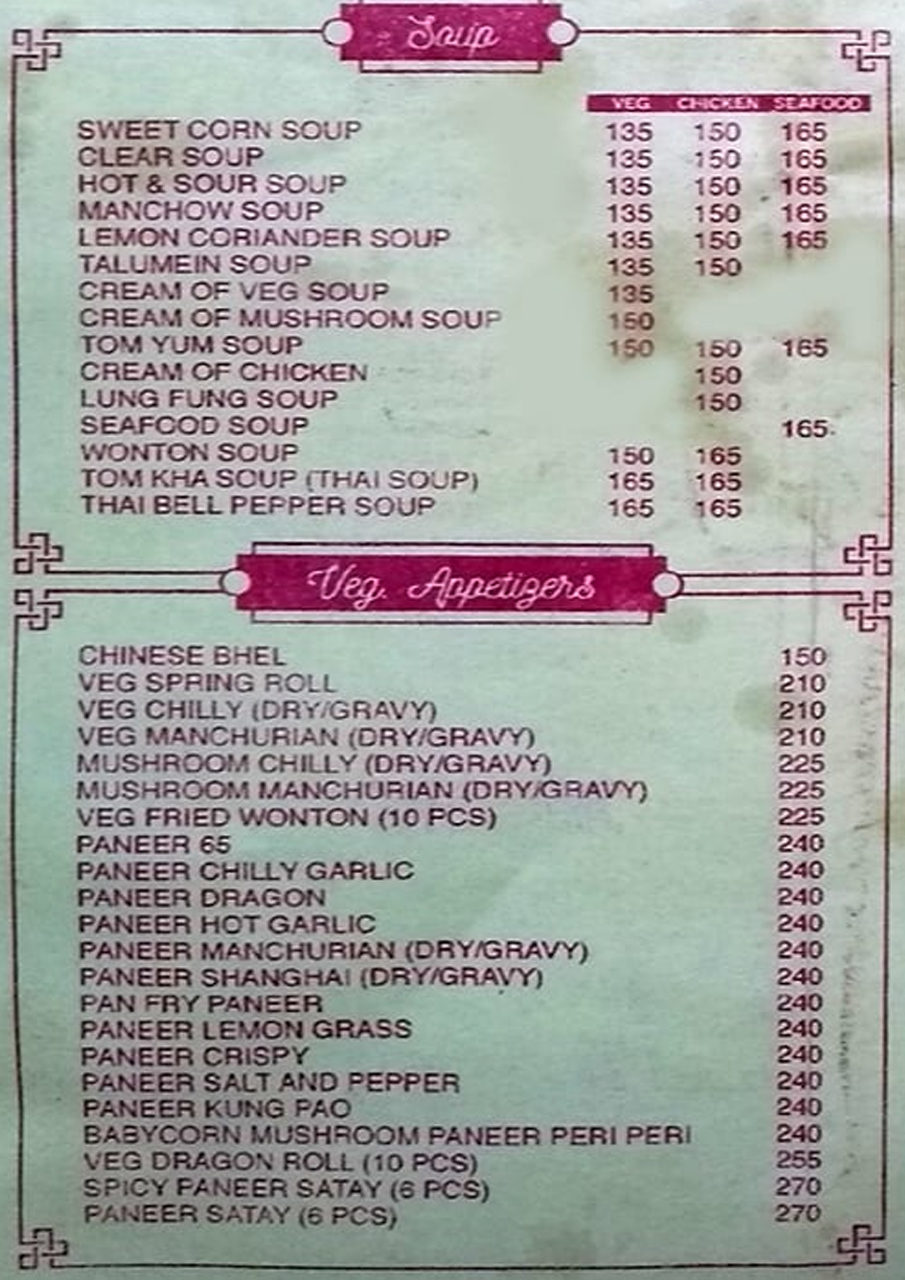 Soup
VEG CHICKEN SEAFOOD
SWEET CORN SOUP 135 150 165
CLEAR SOUP 135 150 165
HOT & SOUR SOUP 135 150 165
MANCHOW SOUP 135 150 165
LEMON CORIANDER SOUP 135 150 165
TALUMEIN SOUP 135 150
CREAM OF VEG SOUP 135
CREAM OF MUSHROOM SOUP 150
TOM YUM SOUP 150 150 165
CREAM OF CHICKEN 150
LUNG FUNG SOUP 150
SEAFOOD SOUP 165
WONTON SOUP 150 165
TOM KHA SOUP (THAI SOUP) 165 165
THAI BELL PEPPER SOUP 165 165
Veg. Appetizers
CHINESE BHEL 150
VEG SPRING ROLL 210
VEG CHILLY (DRY/GRAVY) 210
VEG MANCHURIAN (DRY/GRAVY) 210
MUSHROOM CHILLY (DRY/GRAVY) 225
MUSHROOM MANCHURIAN (DRY/GRAVY) 225
VEG FRIED WONTON (10 PCS) 225
PANEER 65 240
PANEER CHILLY GARLIC 240
PANEER DRAGON 240
PANEER HOT GARLIC 240
PANEER MANCHURIAN (DRY/GRAVY) 240
PANEER SHANGHAI (DRY/GRAVY) 240
PAN FRY PANEER 240
PANEER LEMON GRASS 240
PANEER CRISPY 240
PANEER SALT AND PEPPER 240
PANEER KUNG PAO 240
BABYCORN MUSHROOM PANEER PERI PERI 240
VEG DRAGON ROLL (10 PCS) 255
SPICY PANEER SATAY (6 PCS) 270
PANEER SATAY (6 PCS) 270